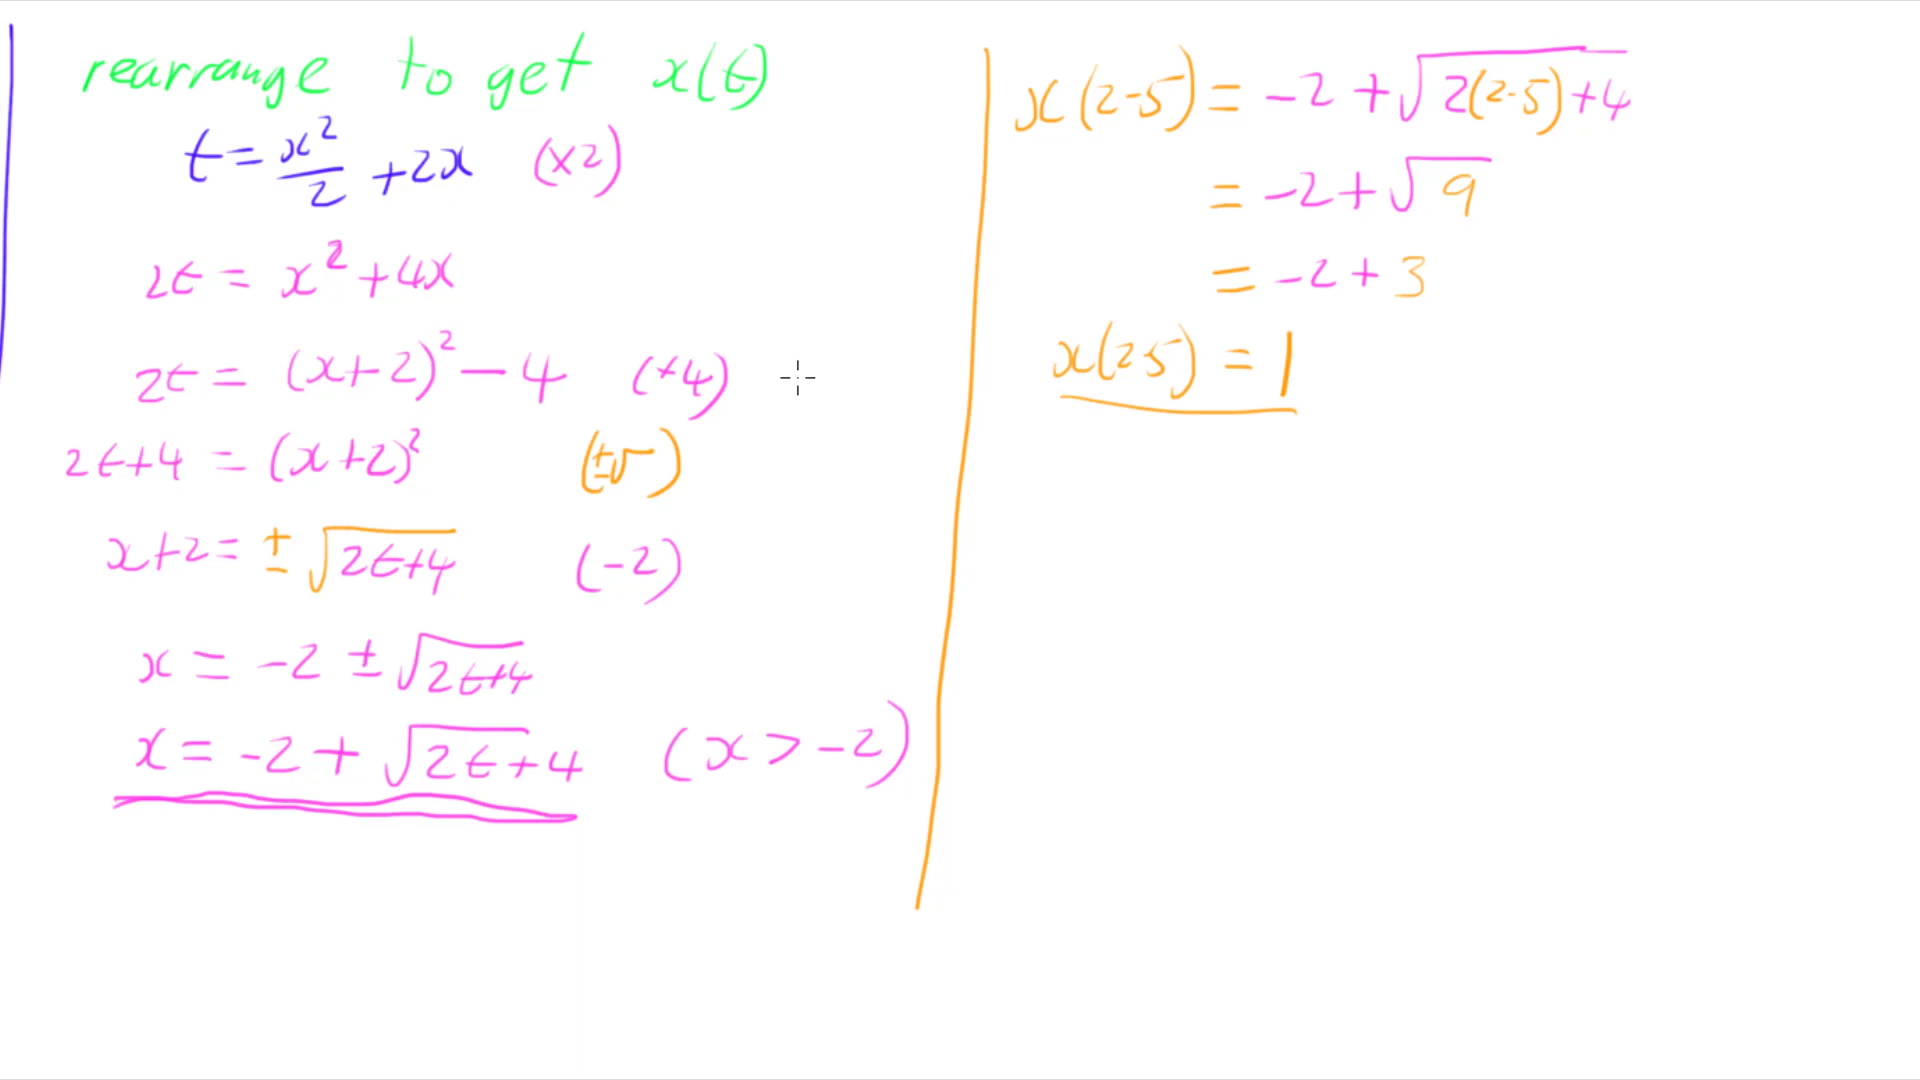 rearrange to get x(t)
t = x²/2 + 2x (×2)
2t = x² + 4x
2t = (x+2)² − 4 (+4)
2t+4 = (x+2)² (±√)
x+2 = ± √(2t+4) (−2)
x = −2 ± √(2t+4)
x = −2 + √(2t+4) (x > −2)
x(2·5) = −2 + √(2(2·5)+4)
= −2 + √9
= −2 + 3
x(2·5) = 1